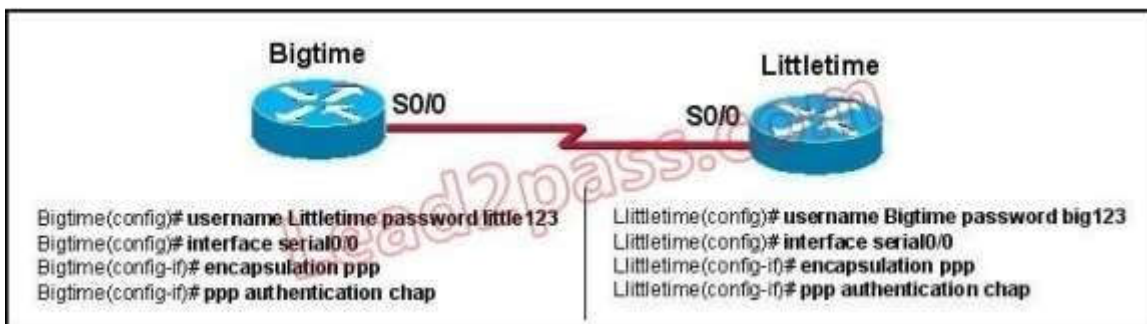 Bigtime
Littletime
S0/0
S0/0
Lead2pass.com
Bigtime(config)# username Littletime password little123
Bigtime(config)# interface serial0/0
Bigtime(config-if)# encapsulation ppp
Bigtime(config-if)# ppp authentication chap
Llittletime(config)# username Bigtime password big123
Llittletime(config)# interface serial0/0
Llittletime(config-if)# encapsulation ppp
Llittletime(config-if)# ppp authentication chap